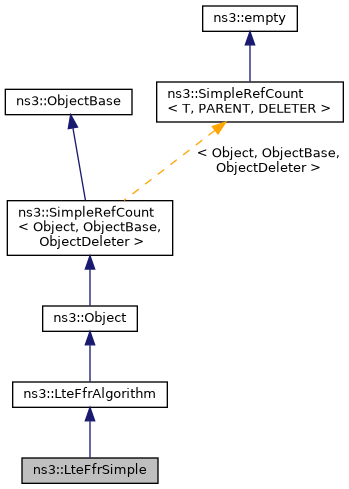 ns3::empty
ns3::ObjectBase
ns3::SimpleRefCount
< T, PARENT, DELETER >
< Object, ObjectBase,
ObjectDeleter >
ns3::SimpleRefCount
< Object, ObjectBase,
ObjectDeleter >
ns3::Object
ns3::LteFfrAlgorithm
ns3::LteFfrSimple